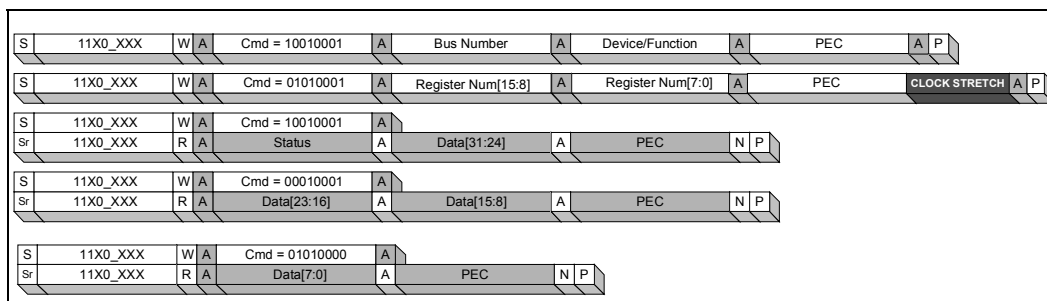 S 11X0_XXX W A Cmd = 10010001 A Bus Number A Device/Function A PEC A P
S 11X0_XXX W A Cmd = 01010001 A Register Num[15:8] A Register Num[7:0] A PEC CLOCK STRETCH A P
S 11X0_XXX W A Cmd = 10010001 A
Sr 11X0_XXX R A Status A Data[31:24] A PEC N P
S 11X0_XXX W A Cmd = 00010001 A
Sr 11X0_XXX R A Data[23:16] A Data[15:8] A PEC N P
S 11X0_XXX W A Cmd = 01010000 A
Sr 11X0_XXX R A Data[7:0] A PEC N P